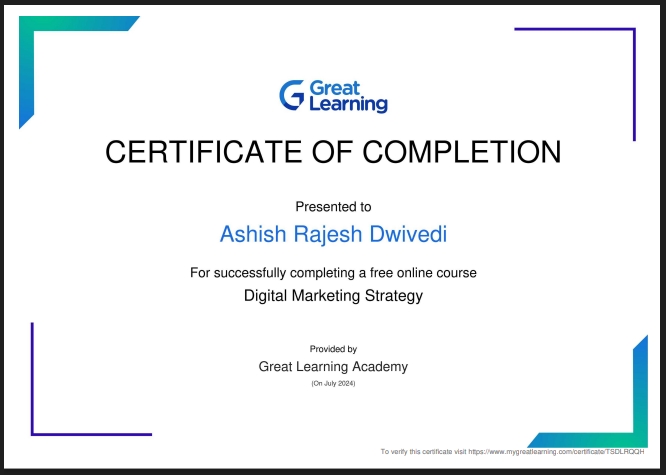 Great
Learning
CERTIFICATE OF COMPLETION
Presented to
Ashish Rajesh Dwivedi
For successfully completing a free online course
Digital Marketing Strategy
Provided by
Great Learning Academy
(On July 2024)
To verify this certificate visit https://www.mygreatlearning.com/certificate/TSDLRQQH